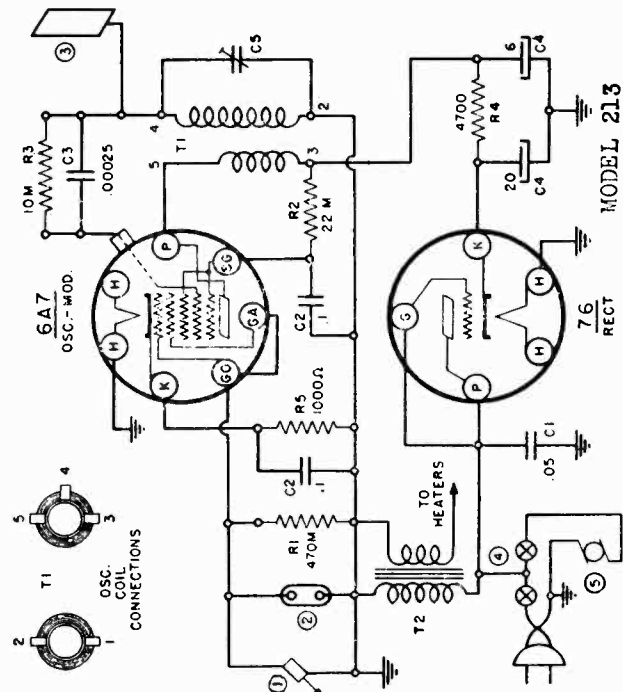 3
R3
10M
C3
.00025
4
C5
T1
5
2
3
6A7
OSC.-MOD.
H
H
P
SG
GA
GO
K
R2
22 M
C2
.1
R5
1000Ω
C2
.1
R1
470M
2
1
TO
HEATERS
T2
5
4
3
T1
OSC.
COIL
CONNECTIONS
2
1
4700
R4
6
C4
20
C4
K
G
P
H
H
76
RECT
C1
.05
4
5
MODEL 213